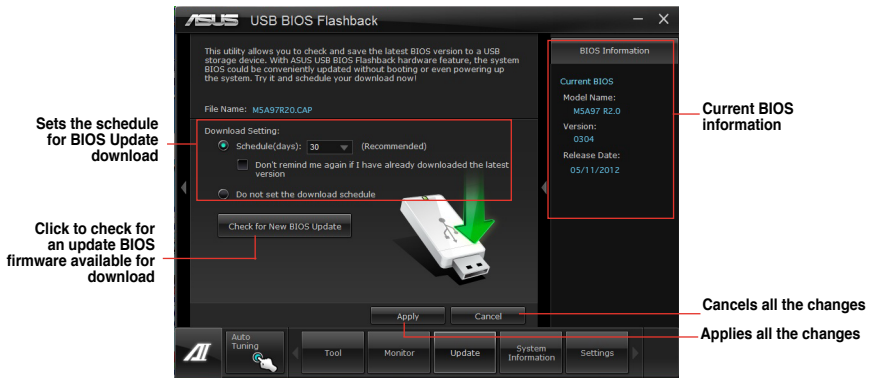 ASUS USB BIOS Flashback
This utility allows you to check and save the latest BIOS version to a USB
storage device. With ASUS USB BIOS Flashback hardware feature, the system
BIOS could be conveniently updated without booting or even powering up
the system. Try it and schedule your download now!
File Name: M5A97R20.CAP
Download Setting:
Schedule(days): 30 (Recommended)
Don't remind me again if I have already downloaded the latest
version
Do not set the download schedule
Check for New BIOS Update
Apply
Cancel
BIOS Information
Current BIOS
Model Name:
M5A97 R2.0
Version:
0304
Release Date:
05/11/2012
Auto
Tuning
Tool
Monitor
Update
System
Information
Settings
Sets the schedule
for BIOS Update
download
Click to check for
an update BIOS
firmware available for
download
Current BIOS
information
Cancels all the changes
Applies all the changes